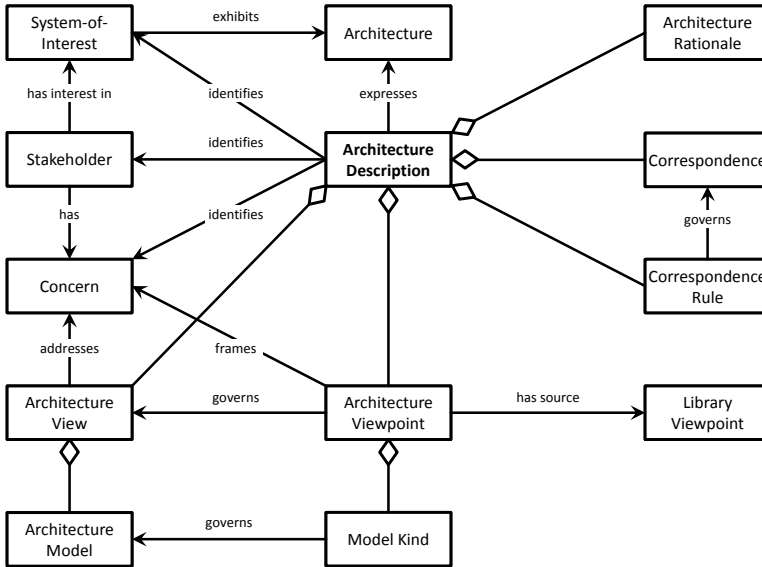 System-of-
Interest
exhibits
Architecture
Architecture
Rationale
has interest in
identifies
expresses
Stakeholder
identifies
Architecture
Description
Correspondence
has
identifies
governs
Concern
Correspondence
Rule
addresses
frames
Architecture
View
governs
Architecture
Viewpoint
has source
Library
Viewpoint
Architecture
Model
governs
Model Kind